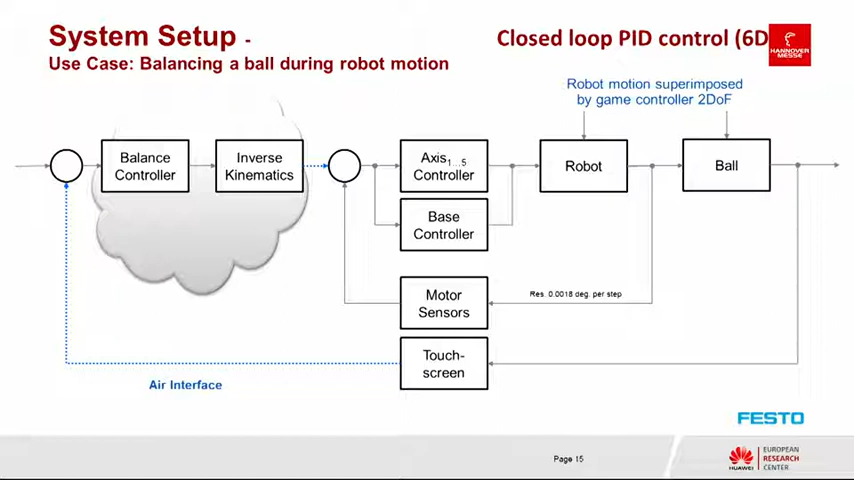 System Setup -
Closed loop PID control (6D
HANNOVER
MESSE
Use Case: Balancing a ball during robot motion
Robot motion superimposed
by game controller 2DoF
Balance
Controller
Inverse
Kinematics
Axis1…5
Controller
Robot
Ball
Base
Controller
Motor
Sensors
Res. 0.0018 deg. per step
Touch-
screen
Air Interface
FESTO
Page 15
HUAWEI
EUROPEAN
RESEARCH
CENTER